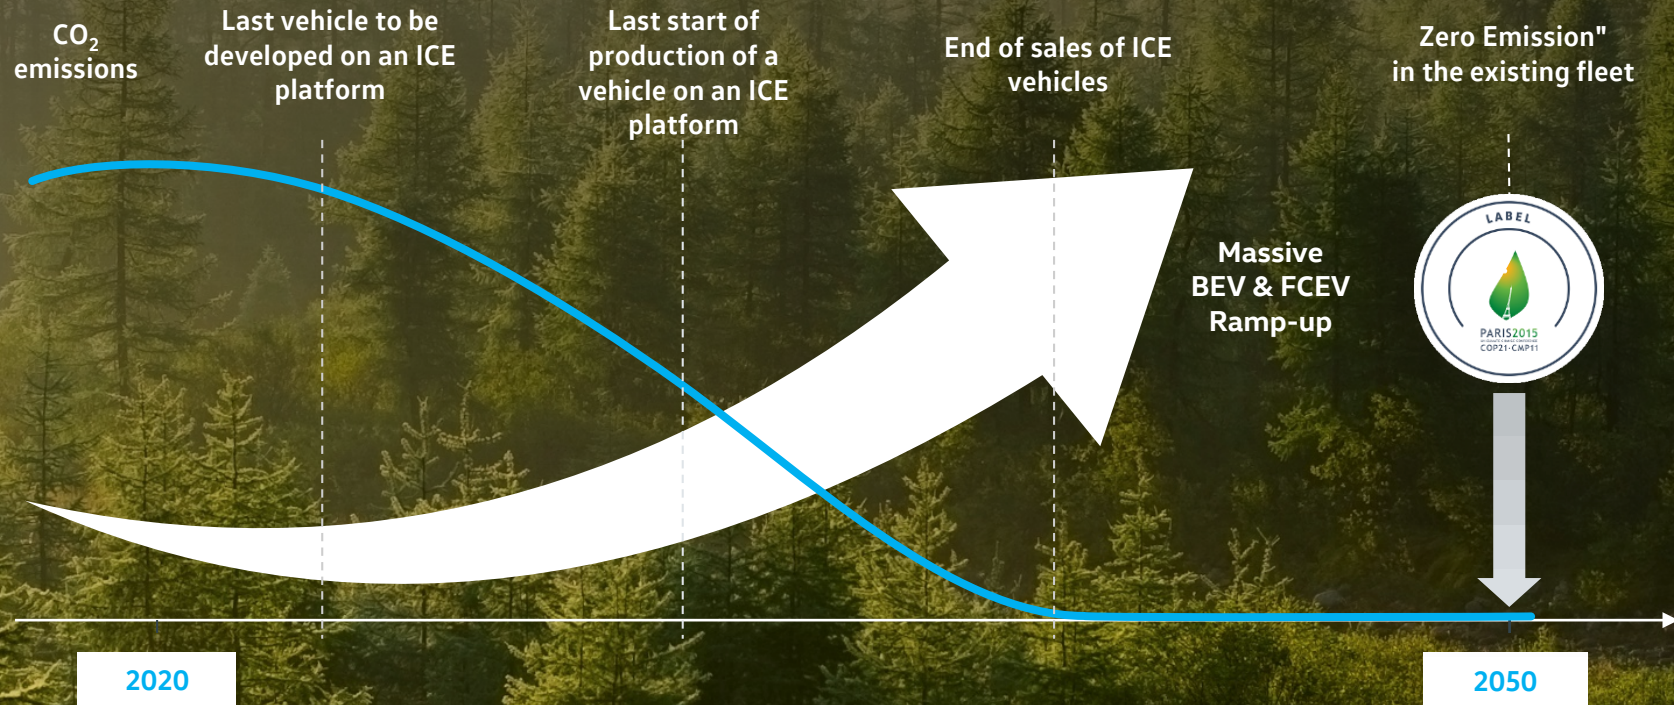 CO₂
emissions
Last vehicle to be
developed on an ICE
platform
Last start of
production of a
vehicle on an ICE
platform
End of sales of ICE
vehicles
Zero Emission"
in the existing fleet
Massive
BEV & FCEV
Ramp-up
LABEL
PARIS2015
COP21·CMP11
2020
2050